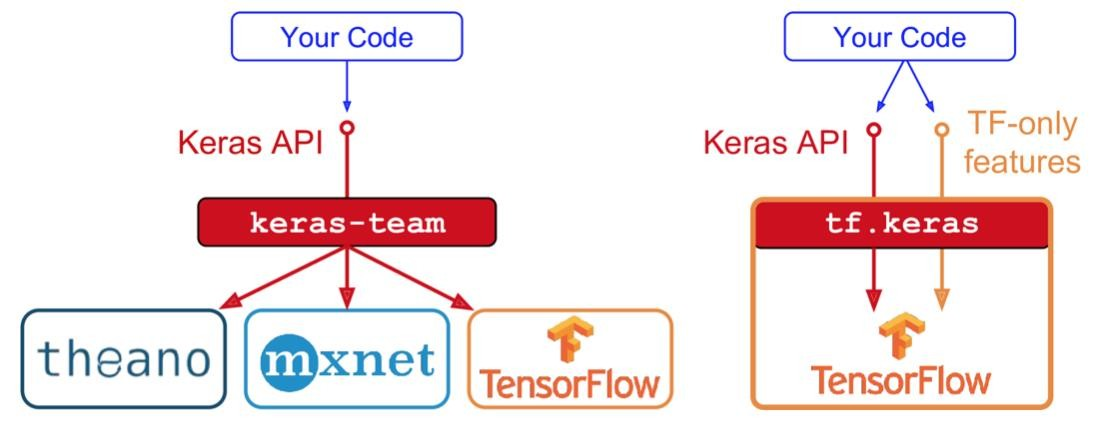 Your Code
Keras API
keras-team
theano
mxnet
TensorFlow
Your Code
Keras API
TF-only
features
tf.keras
TensorFlow